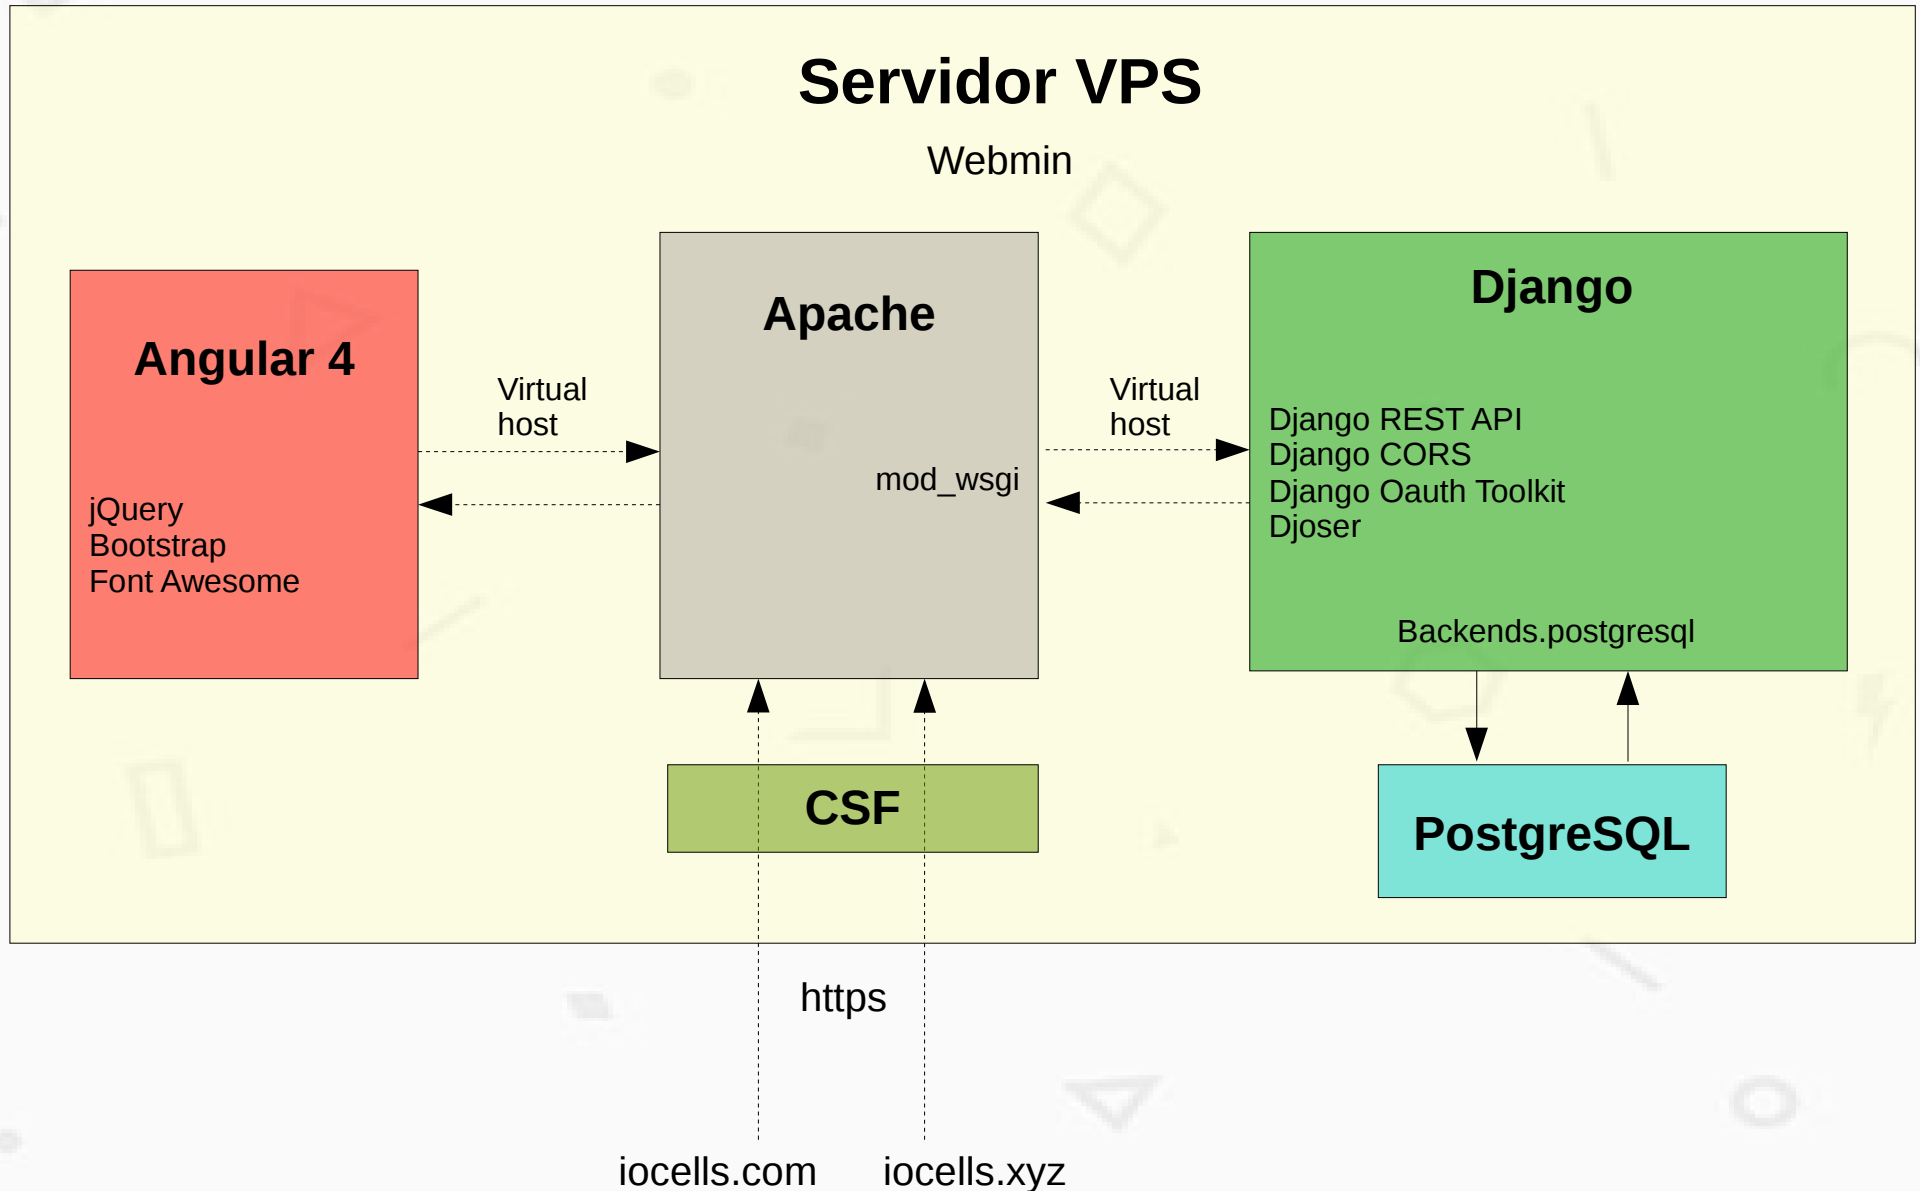 Servidor VPS
Webmin
Angular 4
jQuery
Bootstrap
Font Awesome
Virtual
host
Apache
mod_wsgi
Virtual
host
Django
Django REST API
Django CORS
Django Oauth Toolkit
Djoser
Backends.postgresql
CSF
PostgreSQL
https
iocells.com
iocells.xyz